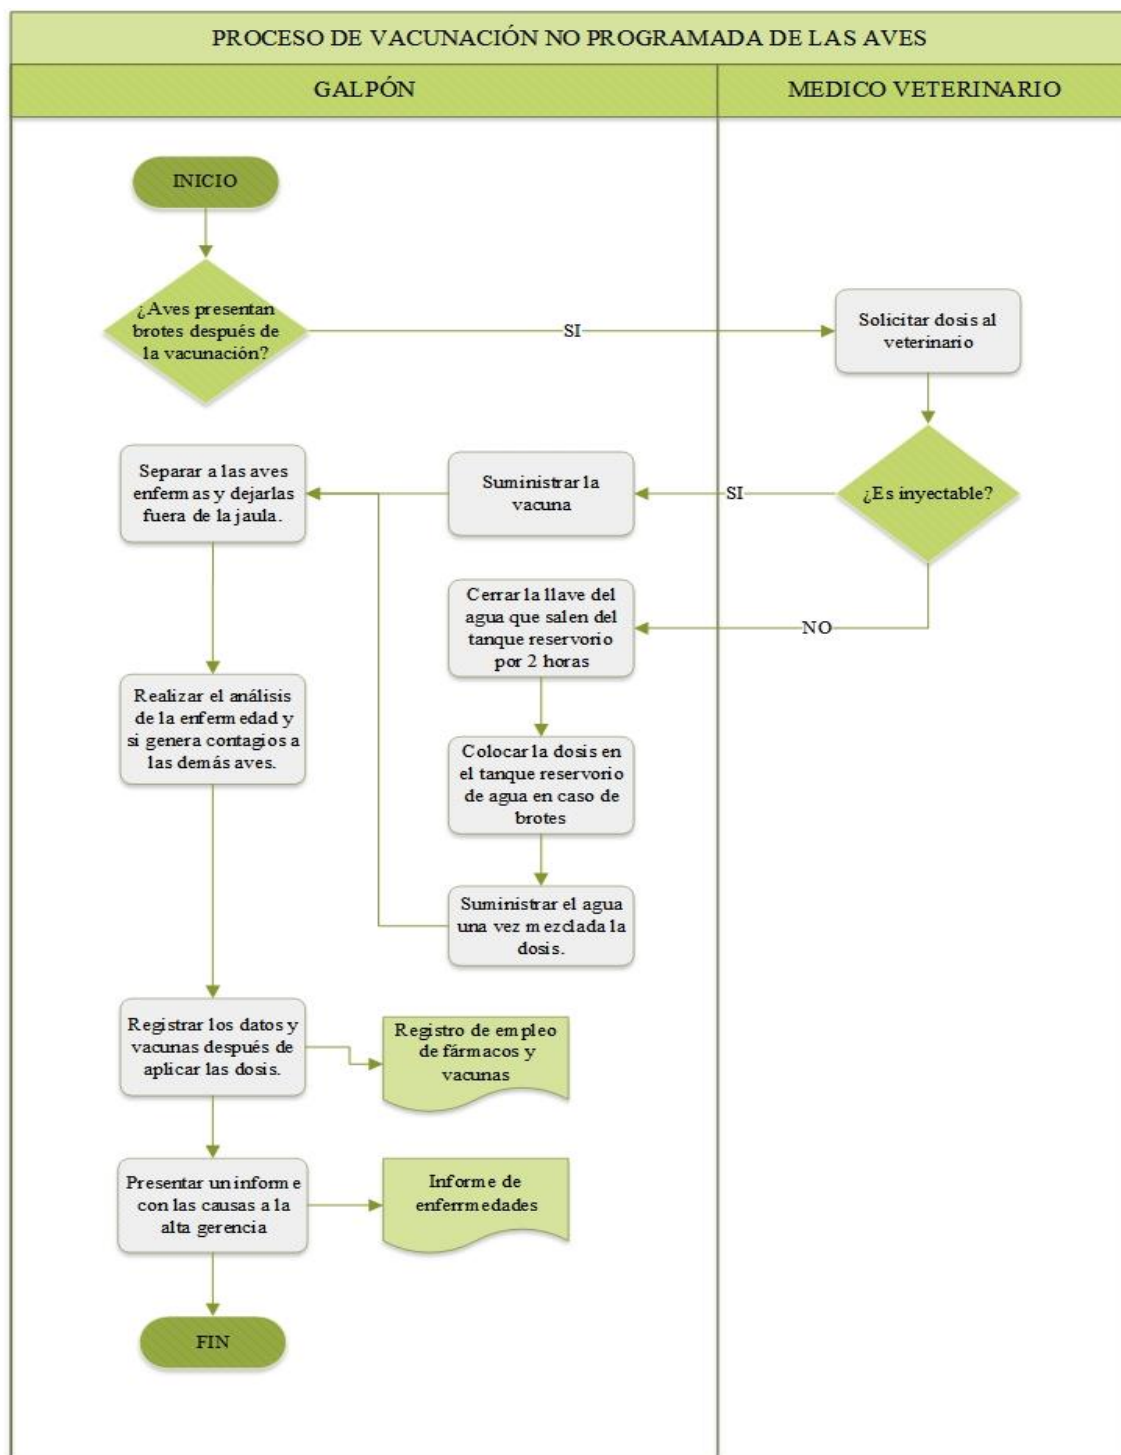 PROCESO DE VACUNACIÓN NO PROGRAMADA DE LAS AVES
GALPÓN
MEDICO VETERINARIO
INICIO
¿Aves presentan
brotes después de
la vacunación?
SI
Solicitar dosis al
veterinario
¿Es inyectable?
SI
Suministrar la
vacuna
Separar a las aves
enfermas y dejarlas
fuera de la jaula.
NO
Cerrar la llave del
agua que salen del
tanque reservorio
por 2 horas
Colocar la dosis en
el tanque reservorio
de agua en caso de
brotes
Suministrar el agua
una vez mezclada la
dosis.
Realizar el análisis
de la enfermedad y
si genera contagios a
las demás aves.
Registrar los datos y
vacunas después de
aplicar las dosis.
Registro de empleo
de fármacos y
vacunas
Presentar un informe
con las causas a la
alta gerencia
Informe de
enferrmedades
FIN